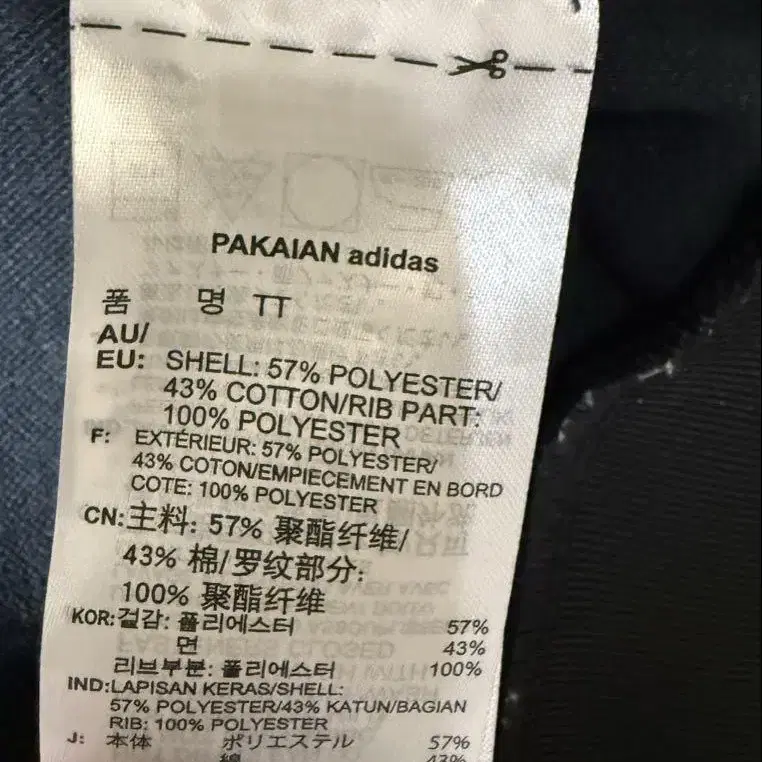 PAKAIAN adidas
품 명 TT
AU/
EU: SHELL: 57% POLYESTER/
43% COTTON/RIB PART:
100% POLYESTER
F: EXTÉRIEUR: 57% POLYESTER/
43% COTON/EMPIECEMENT EN BORD
COTE: 100% POLYESTER
CN:主料: 57% 聚酯纤维/
43% 棉/罗纹部分:
100% 聚酯纤维
KOR:겉감: 폴리에스터 57%
면 43%
리브부분: 폴리에스터 100%
IND:LAPISAN KERAS/SHELL:
57% POLYESTER/43% KATUN/BAGIAN
RIB: 100% POLYESTER
J: 本体 ポリエステル 57%
綿 43%